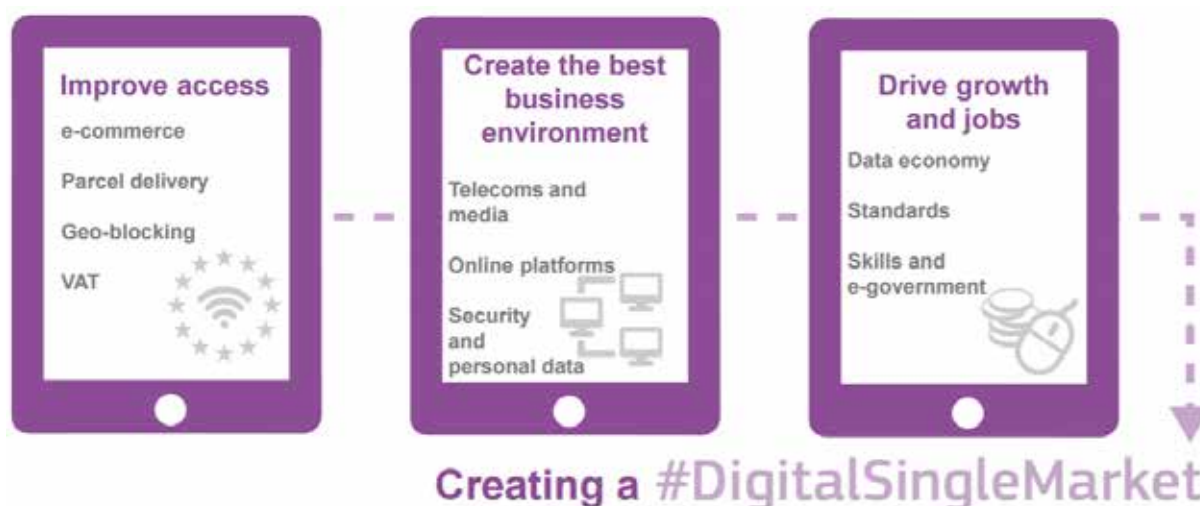 Improve access
e-commerce
Parcel delivery
Geo-blocking
VAT
Create the best
business
environment
Telecoms and
media
Online platforms
Security
and
personal data
Drive growth
and jobs
Data economy
Standards
Skills and
e-government
Creating a #DigitalSingleMarket